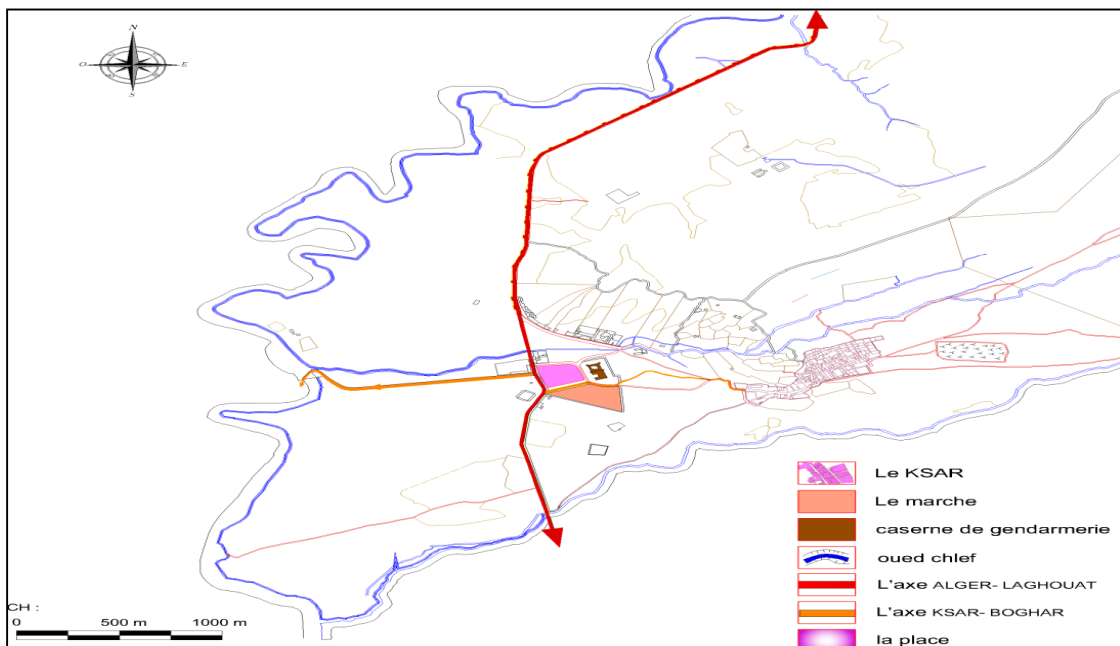 N
O
E
S
Le KSAR
Le marche
caserne de gendarmerie
oued chlef
L'axe ALGER- LAGHOUAT
L'axe KSAR- BOGHAR
la place
CH :
0 500 m 1000 m